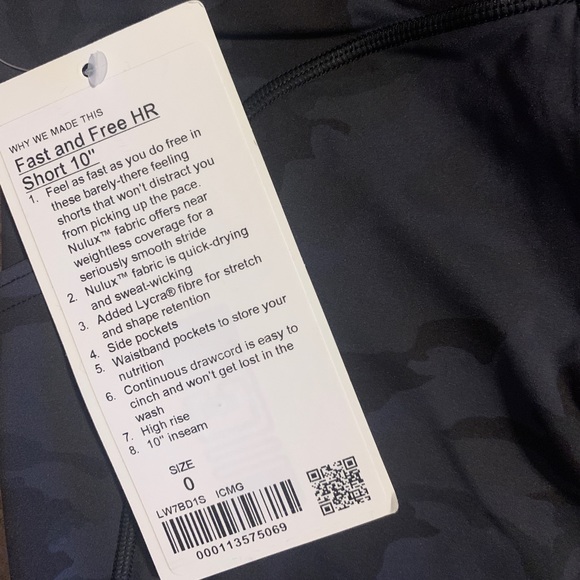 WHY WE MADE THIS
Fast and Free HR
Short 10"
1. Feel as fast as you do free in
these barely-there feeling
shorts that won't distract you
from picking up the pace.
Nulux™ fabric offers near
weightless coverage for a
seriously smooth stride
2. Nulux™ fabric is quick-drying
and sweat-wicking
3. Added Lycra® fibre for stretch
and shape retention
4. Side pockets
5. Waistband pockets to store your
nutrition
6. Continuous drawcord is easy to
cinch and won't get lost in the
wash
7. High rise
8. 10" inseam
SIZE
0
LW7BD1S ICMG
000113575069